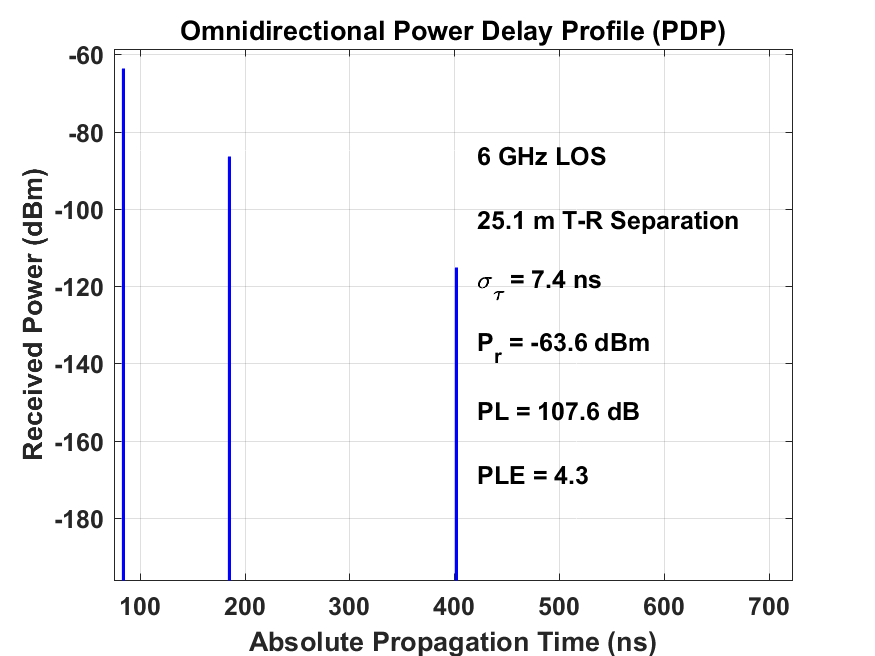 Omnidirectional Power Delay Profile (PDP)
Received Power (dBm)
-60
-80
-100
-120
-140
-160
-180
6 GHz LOS
25.1 m T-R Separation
σ_τ = 7.4 ns
P_r = -63.6 dBm
PL = 107.6 dB
PLE = 4.3
100 200 300 400 500 600 700
Absolute Propagation Time (ns)